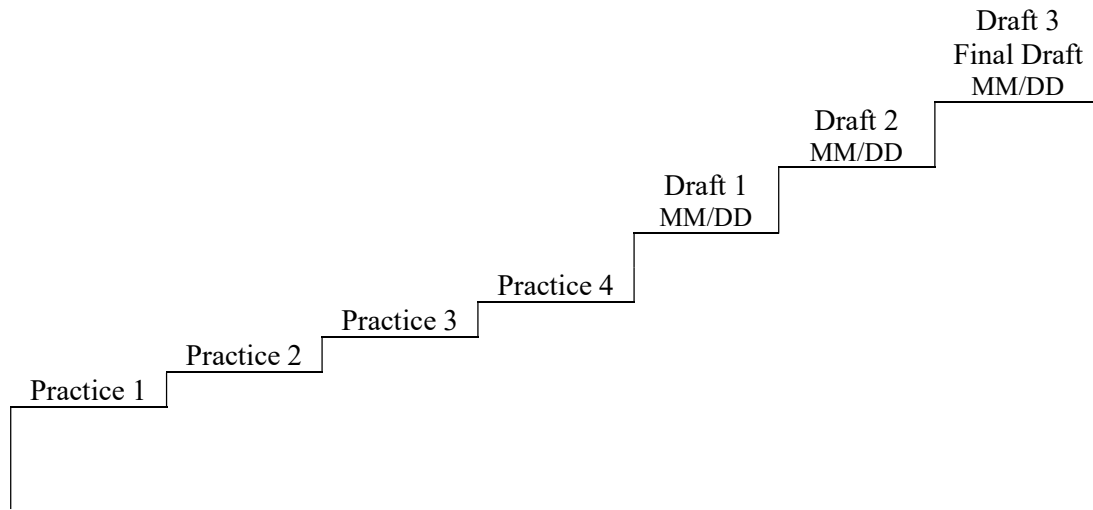 Draft 3
Final Draft
MM/DD
Draft 2
MM/DD
Draft 1
MM/DD
Practice 4
Practice 3
Practice 2
Practice 1